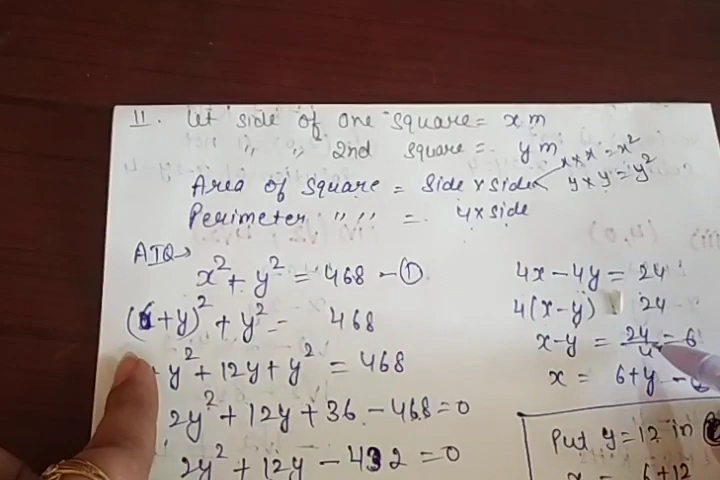 11. Let side of one square = x m
" " 2nd square = y m
Area of Square = Side x side x x x = x²
y x y = y²
Perimeter " " = 4 x side
ATQ →
x² + y² = 468 - ①
(6+y)² + y² = 468
y² + 12y + y² = 468
2y² + 12y + 36 - 468 = 0
2y² + 12y - 432 = 0
4x - 4y = 24
4(x-y) 24
x-y = 24/4 = 6
x = 6+y -
Put y = 12 in
x = 6+12